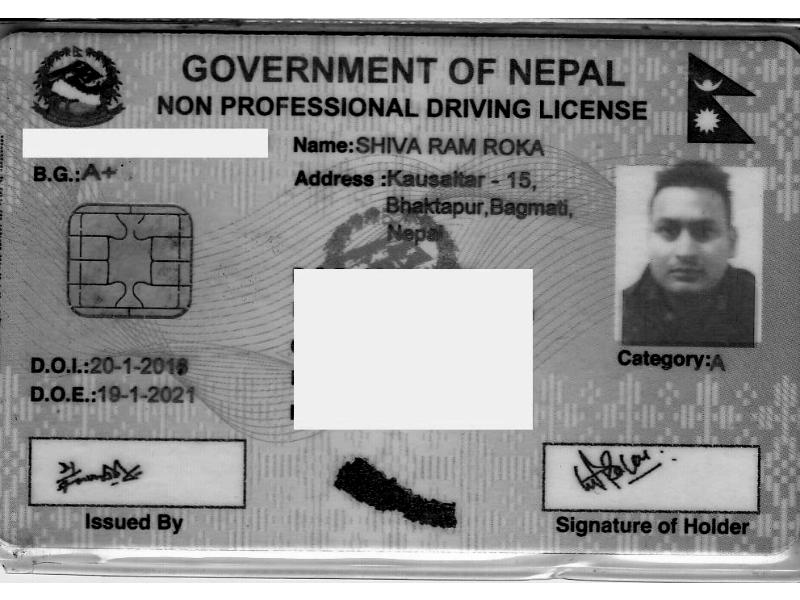 GOVERNMENT OF NEPAL
NON PROFESSIONAL DRIVING LICENSE
Name: SHIVA RAM ROKA
B.G.: A+
Address : Kausaltar - 15,
Bhaktapur, Bagmati,
Nepal
Category: A
D.O.I.: 20-1-2016
D.O.E.: 19-1-2021
Issued By
Signature of Holder